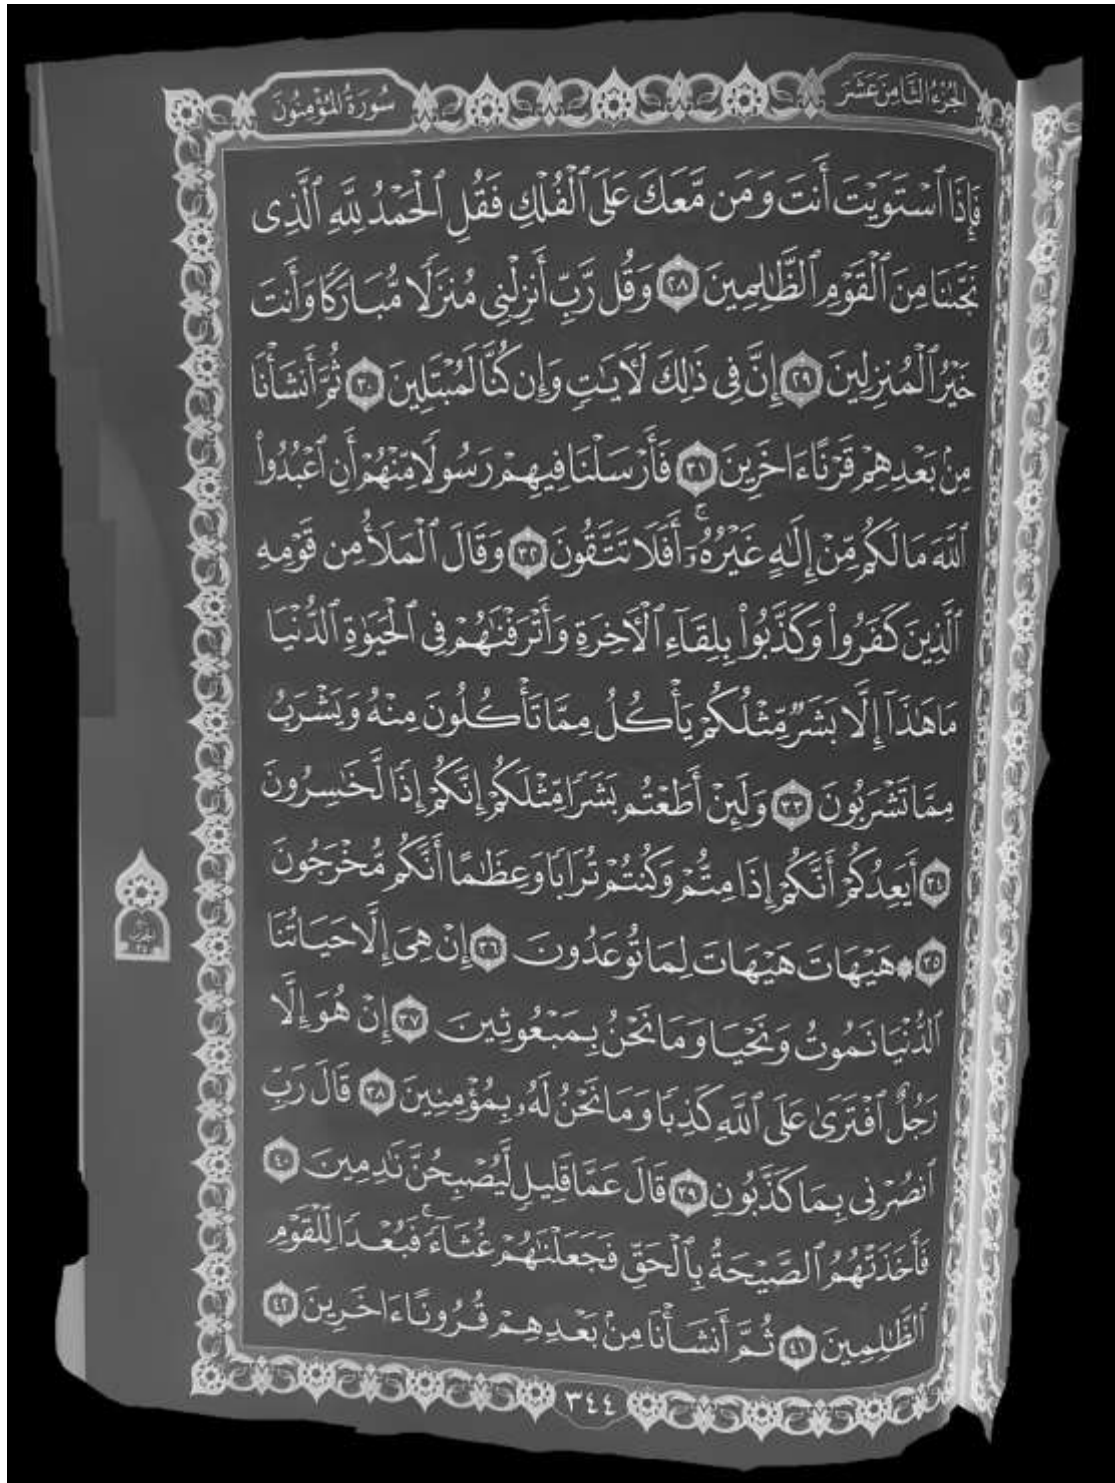 الجزء الثامن عشر
سورة المؤمنون
فَإِذَا ٱسْتَوَيْتَ أَنتَ وَمَن مَّعَكَ عَلَى ٱلْفُلْكِ فَقُلِ ٱلْحَمْدُ لِلَّهِ ٱلَّذِى
نَجَّىٰنَا مِنَ ٱلْقَوْمِ ٱلظَّٰلِمِينَ ٢٨ وَقُل رَّبِّ أَنزِلْنِى مُنزَلًا مُّبَارَكًا وَأَنتَ
خَيْرُ ٱلْمُنزِلِينَ ٢٩ إِنَّ فِى ذَٰلِكَ لَءَايَٰتٍ وَإِن كُنَّا لَمُبْتَلِينَ ٣٠ ثُمَّ أَنشَأْنَا
مِنۢ بَعْدِهِمْ قَرْنًا ءَاخَرِينَ ٣١ فَأَرْسَلْنَا فِيهِمْ رَسُولًا مِّنْهُمْ أَنِ ٱعْبُدُوا۟
ٱللَّهَ مَا لَكُم مِّنْ إِلَٰهٍ غَيْرُهُۥٓ ۚ أَفَلَا تَتَّقُونَ ٣٢ وَقَالَ ٱلْمَلَأُ مِن قَوْمِهِ
ٱلَّذِينَ كَفَرُوا۟ وَكَذَّبُوا۟ بِلِقَآءِ ٱلْءَاخِرَةِ وَأَتْرَفْنَٰهُمْ فِى ٱلْحَيَوٰةِ ٱلدُّنْيَا
مَا هَٰذَآ إِلَّا بَشَرٌ مِّثْلُكُمْ يَأْكُلُ مِمَّا تَأْكُلُونَ مِنْهُ وَيَشْرَبُ
مِمَّا تَشْرَبُونَ ٣٣ وَلَئِنْ أَطَعْتُم بَشَرًا مِّثْلَكُمْ إِنَّكُمْ إِذًا لَّخَٰسِرُونَ
٣٤ أَيَعِدُكُمْ أَنَّكُمْ إِذَا مِتُّمْ وَكُنتُمْ تُرَابًا وَعِظَٰمًا أَنَّكُم مُّخْرَجُونَ
٣٥ ۞ هَيْهَاتَ هَيْهَاتَ لِمَا تُوعَدُونَ ٣٦ إِنْ هِىَ إِلَّا حَيَاتُنَا
ٱلدُّنْيَا نَمُوتُ وَنَحْيَا وَمَا نَحْنُ بِمَبْعُوثِينَ ٣٧ إِنْ هُوَ إِلَّا
رَجُلٌ ٱفْتَرَىٰ عَلَى ٱللَّهِ كَذِبًا وَمَا نَحْنُ لَهُۥ بِمُؤْمِنِينَ ٣٨ قَالَ رَبِّ
ٱنصُرْنِى بِمَا كَذَّبُونِ ٣٩ قَالَ عَمَّا قَلِيلٍ لَّيُصْبِحُنَّ نَٰدِمِينَ ٤٠
فَأَخَذَتْهُمُ ٱلصَّيْحَةُ بِٱلْحَقِّ فَجَعَلْنَٰهُمْ غُثَآءً ۚ فَبُعْدًا لِّلْقَوْمِ
ٱلظَّٰلِمِينَ ٤١ ثُمَّ أَنشَأْنَا مِنۢ بَعْدِهِمْ قُرُونًا ءَاخَرِينَ ٤٢
٣٤٤